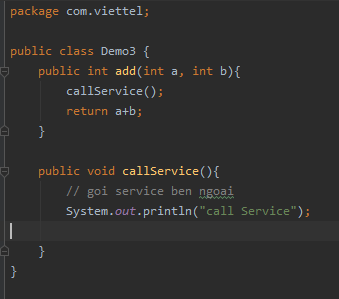 package com.viettel;
public class Demo3 {
public int add(int a, int b){
callService();
return a+b;
}
public void callService(){
// goi service ben ngoai
System.out.println("call Service");
}
}